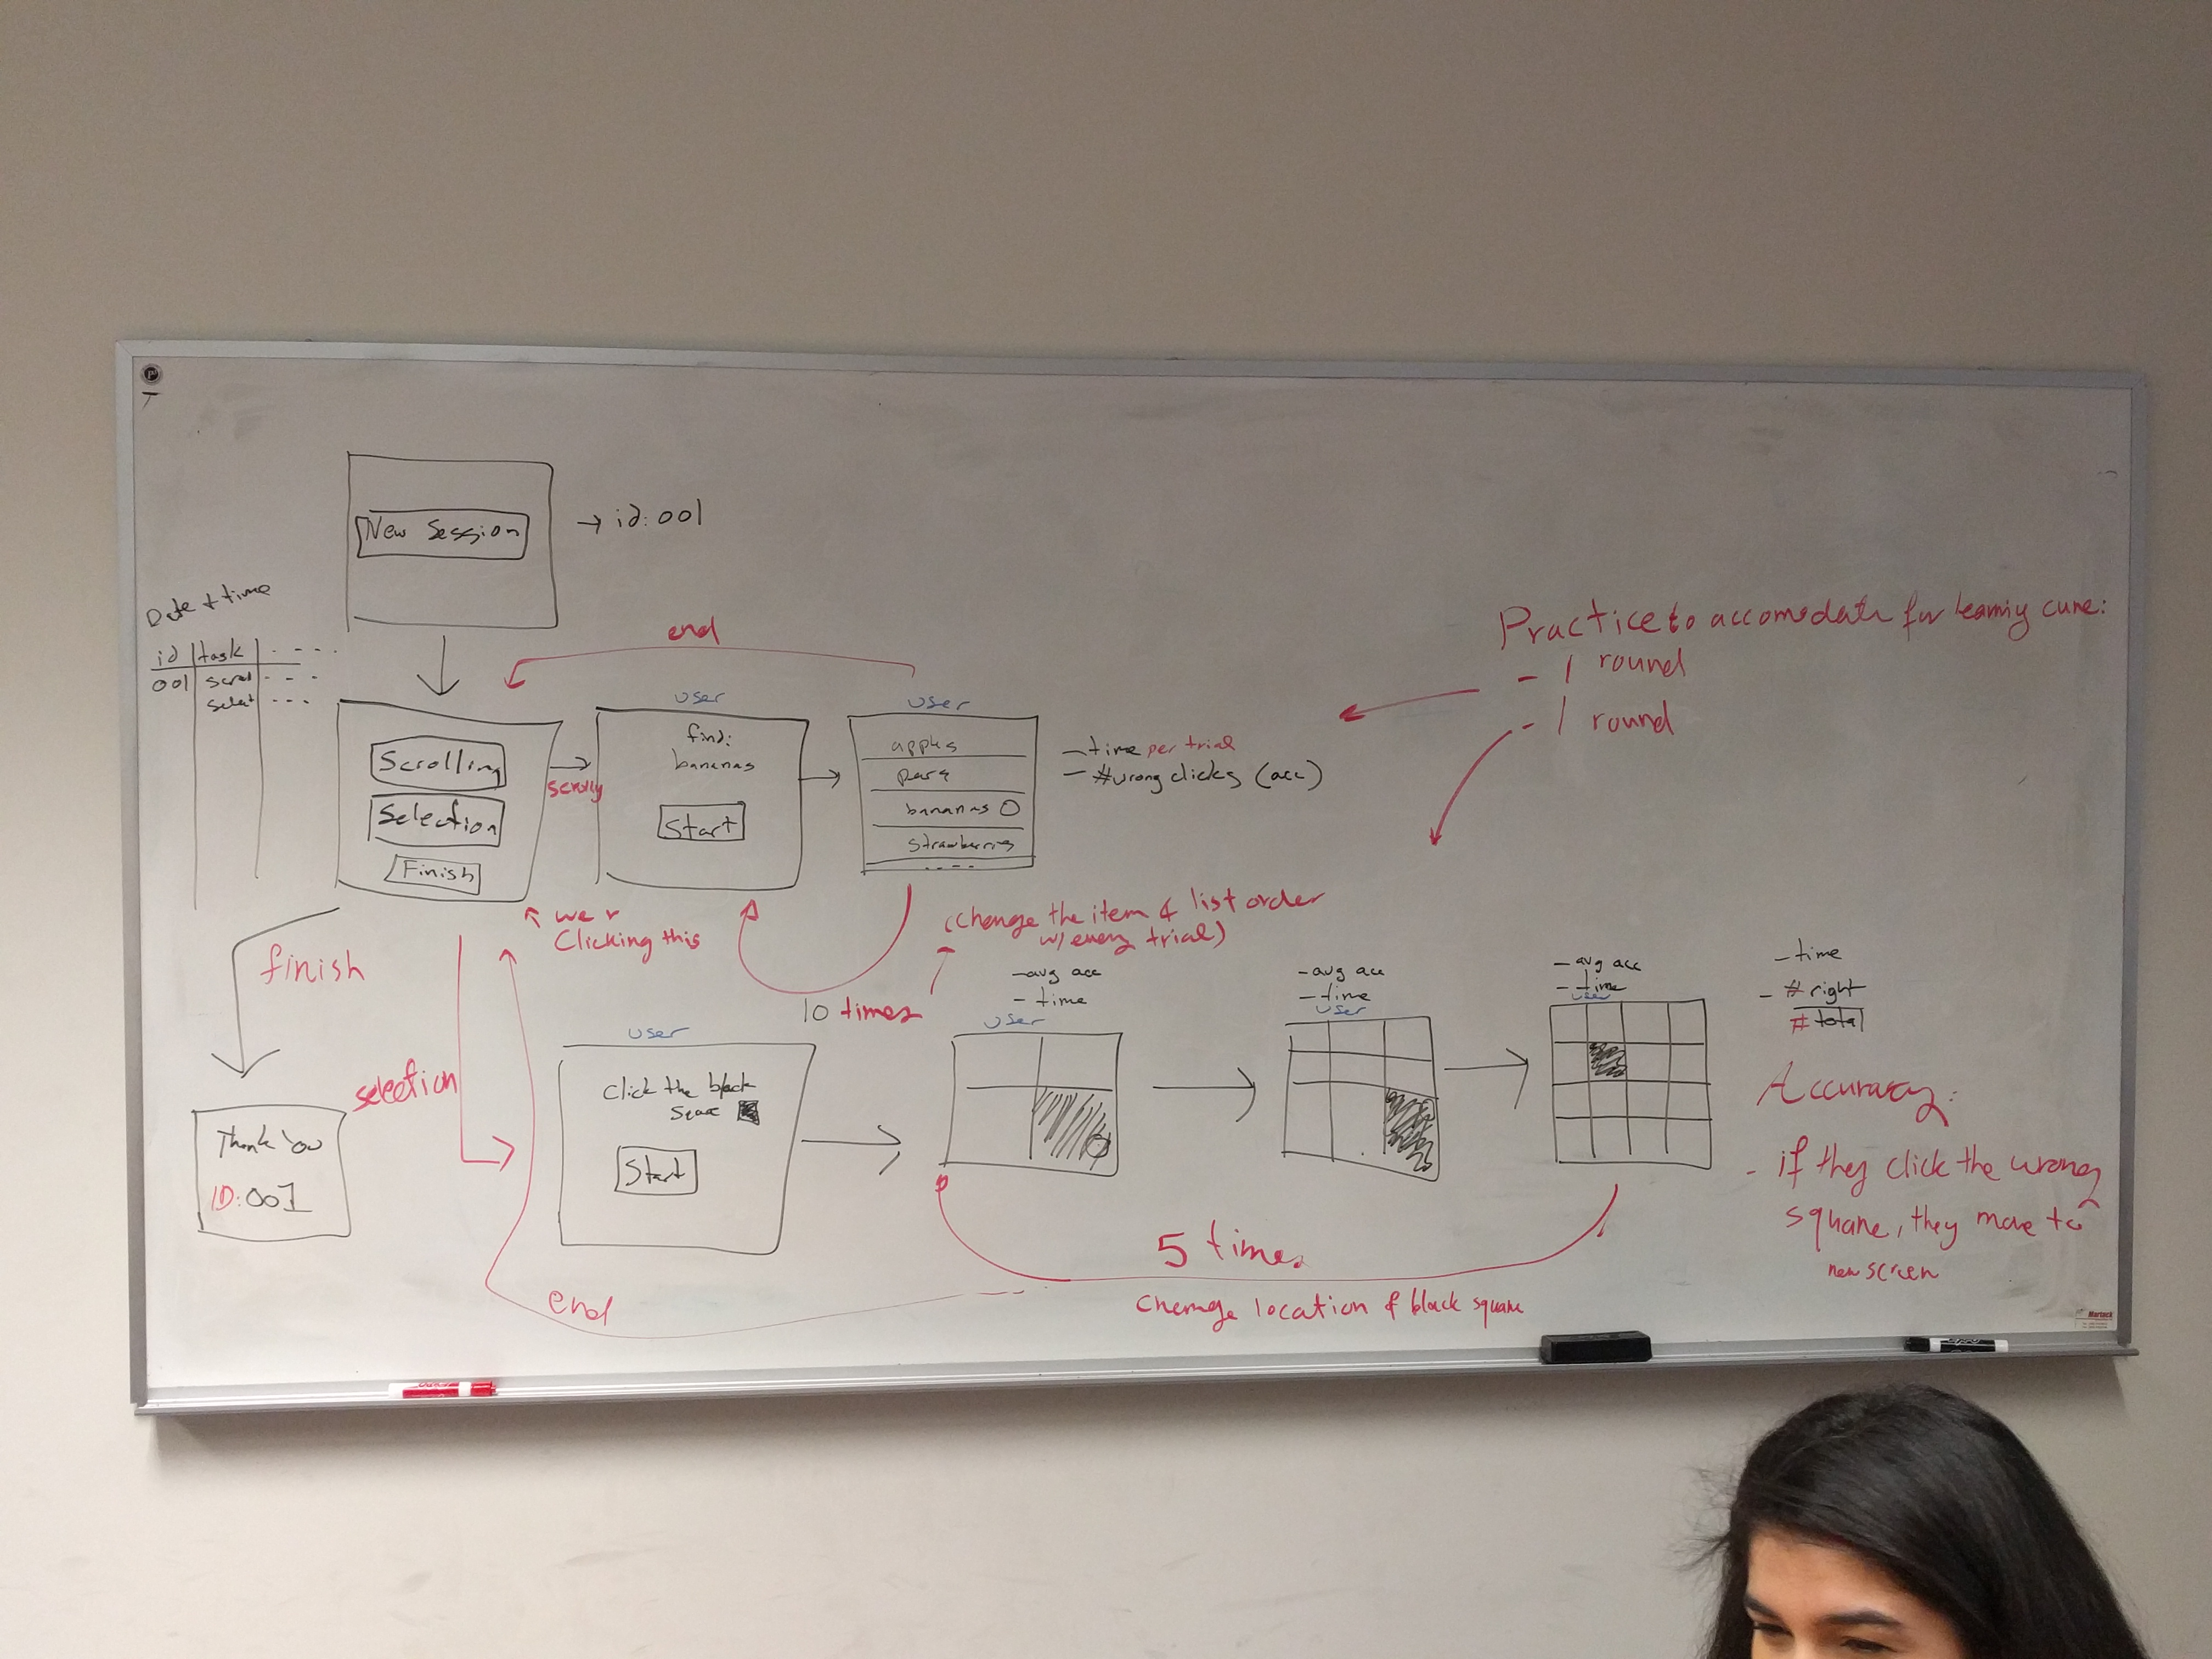 New Session
→ id:001
Date & time
id | task | - - - -
001 | scrol - - -
select - - -
end
Practice to accomodate for learning curve:
- 1 round
- 1 round
user
user
Scrolling
Selection
Finish
scrolly
find:
bananas
Start
apples
pars
bananas
strawberries
- - - -
- time per trial
- #wrong clicks (acc)
we r
Clicking this
(change the item & list order
w/ every trial)
10 times
finish
selection
Thank You
ID:001
user
Click the black
Start
- avg acc
- time
user
- avg acc
- time
user
- avg acc
- time
user
- time
- # right
# total
Accuracy:
- if they click the wrong
square, they move to
new screen
5 times
end
change location of black square
Martack